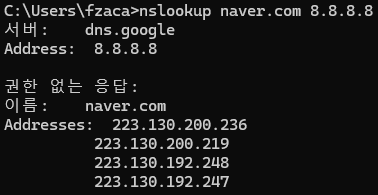 C:\Users\fzaca>nslookup naver.com 8.8.8.8
서버:    dns.google
Address:  8.8.8.8

권한 없는 응답:
이름:    naver.com
Addresses:  223.130.200.236
          223.130.200.219
          223.130.192.248
          223.130.192.247